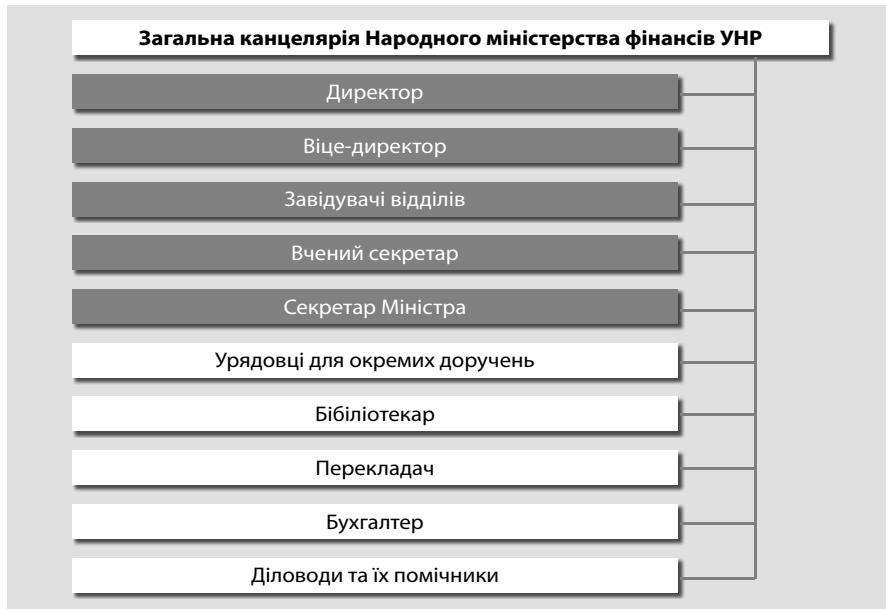 Загальна канцелярія Народного міністерства фінансів УНР
Директор
Віце-директор
Завідувачі відділів
Вчений секретар
Секретар Міністра
Урядовці для окремих доручень
Бібіліотекар
Перекладач
Бухгалтер
Діловоди та їх помічники